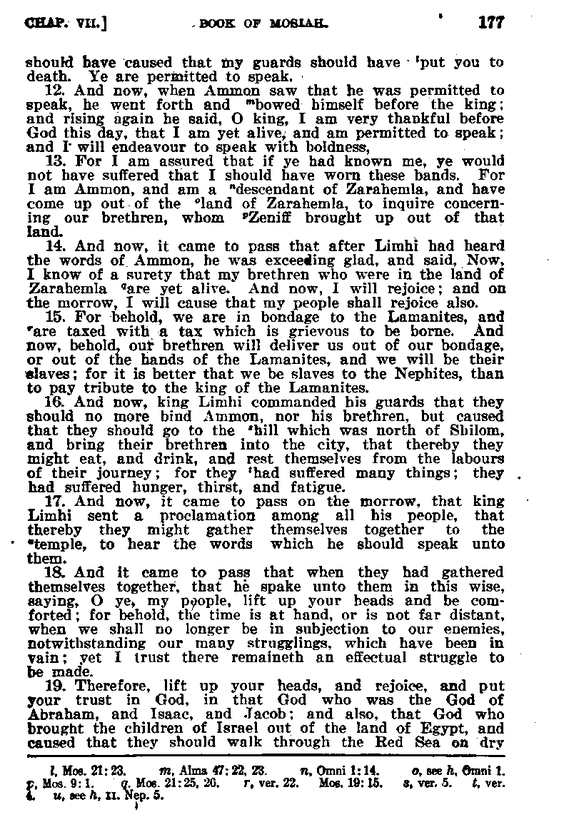 CHAP. VII.] BOOK OF MOSIAH. 177
should have caused that my guards should have ˡput you to
death. Ye are permitted to speak.
12. And now, when Ammon saw that he was permitted to
speak, he went forth and ᵐbowed himself before the king;
and rising again he said, O king, I am very thankful before
God this day, that I am yet alive, and am permitted to speak;
and I will endeavour to speak with boldness,
13. For I am assured that if ye had known me, ye would
not have suffered that I should have worn these bands. For
I am Ammon, and am a ⁿdescendant of Zarahemla, and have
come up out of the ᵒland of Zarahemla, to inquire concern-
ing our brethren, whom ᵖZeniff brought up out of that
land.
14. And now, it came to pass that after Limhi had heard
the words of Ammon, he was exceeding glad, and said, Now,
I know of a surety that my brethren who were in the land of
Zarahemla ᵠare yet alive. And now, I will rejoice; and on
the morrow, I will cause that my people shall rejoice also.
15. For behold, we are in bondage to the Lamanites, and
ʳare taxed with a tax which is grievous to be borne. And
now, behold, our brethren will deliver us out of our bondage,
or out of the hands of the Lamanites, and we will be their
slaves; for it is better that we be slaves to the Nephites, than
to pay tribute to the king of the Lamanites.
16. And now, king Limhi commanded his guards that they
should no more bind Ammon, nor his brethren, but caused
that they should go to the ˢhill which was north of Shilom,
and bring their brethren into the city, that thereby they
might eat, and drink, and rest themselves from the labours
of their journey; for they ᵗhad suffered many things; they
had suffered hunger, thirst, and fatigue.
17. And now, it came to pass on the morrow, that king
Limhi sent a proclamation among all his people, that
thereby they might gather themselves together to the
ᵘtemple, to hear the words which he should speak unto
them.
18. And it came to pass that when they had gathered
themselves together, that he spake unto them in this wise,
saying, O ye, my people, lift up your heads and be com-
forted; for behold, the time is at hand, or is not far distant,
when we shall no longer be in subjection to our enemies,
notwithstanding our many strugglings, which have been in
vain; yet I trust there remaineth an effectual struggle to
be made.
19. Therefore, lift up your heads, and rejoice, and put
your trust in God, in that God who was the God of
Abraham, and Isaac, and Jacob; and also, that God who
brought the children of Israel out of the land of Egypt, and
caused that they should walk through the Red Sea on dry
l, Mos. 21:23. m, Alma 47:22, 23. n, Omni 1:14. o, see h, Omni 1.
p, Mos. 9:1. q, Mos. 21:25, 26. r, ver. 22. Mos. 19:15. s, ver. 5. t, ver.
4. u, see h, II. Nep. 5.